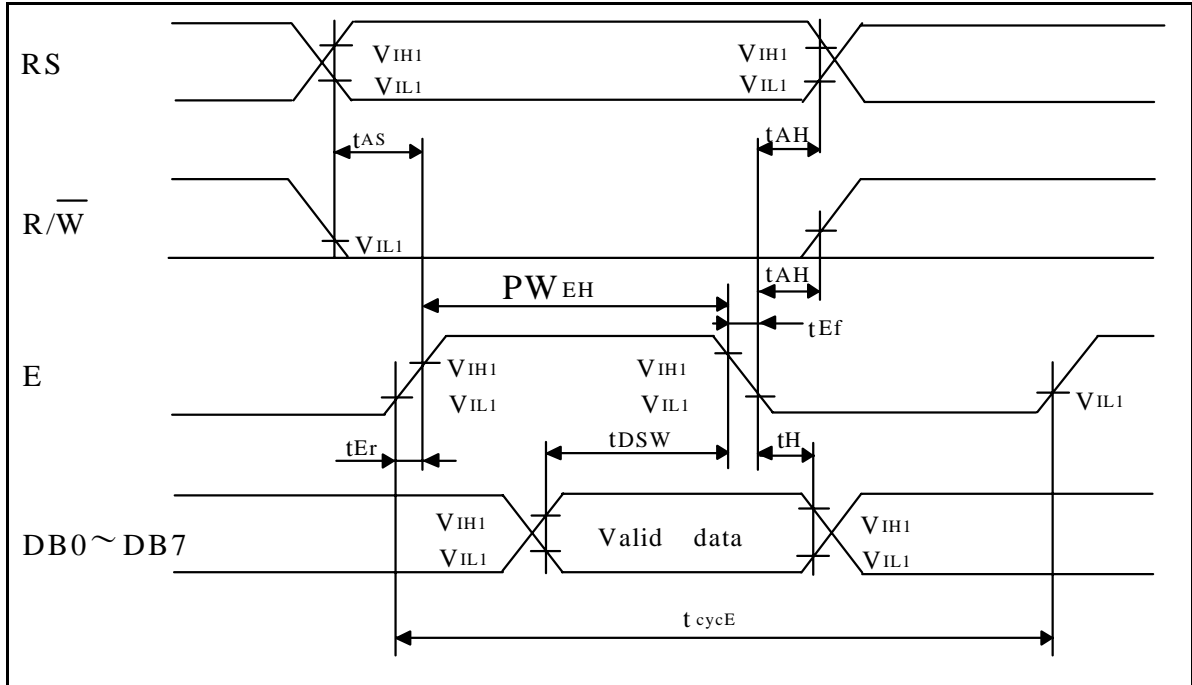 RS
VIH1
VIL1
VIH1
VIL1
tAS
tAH
R/W̅
VIL1
tAH
PWEH
tEf
E
VIH1
VIL1
VIH1
VIL1
VIL1
tEr
tDSW
tH
DB0~DB7
VIH1
VIL1
Valid data
VIH1
VIL1
tcycE